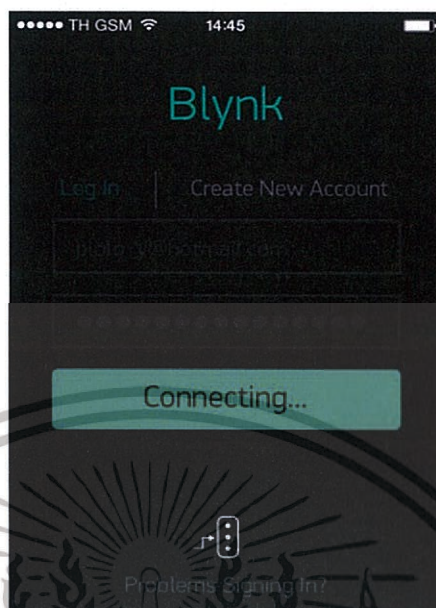 TH GSM 14:45
Blynk
Log In | Create New Account
Connecting...
Problems Signing In?